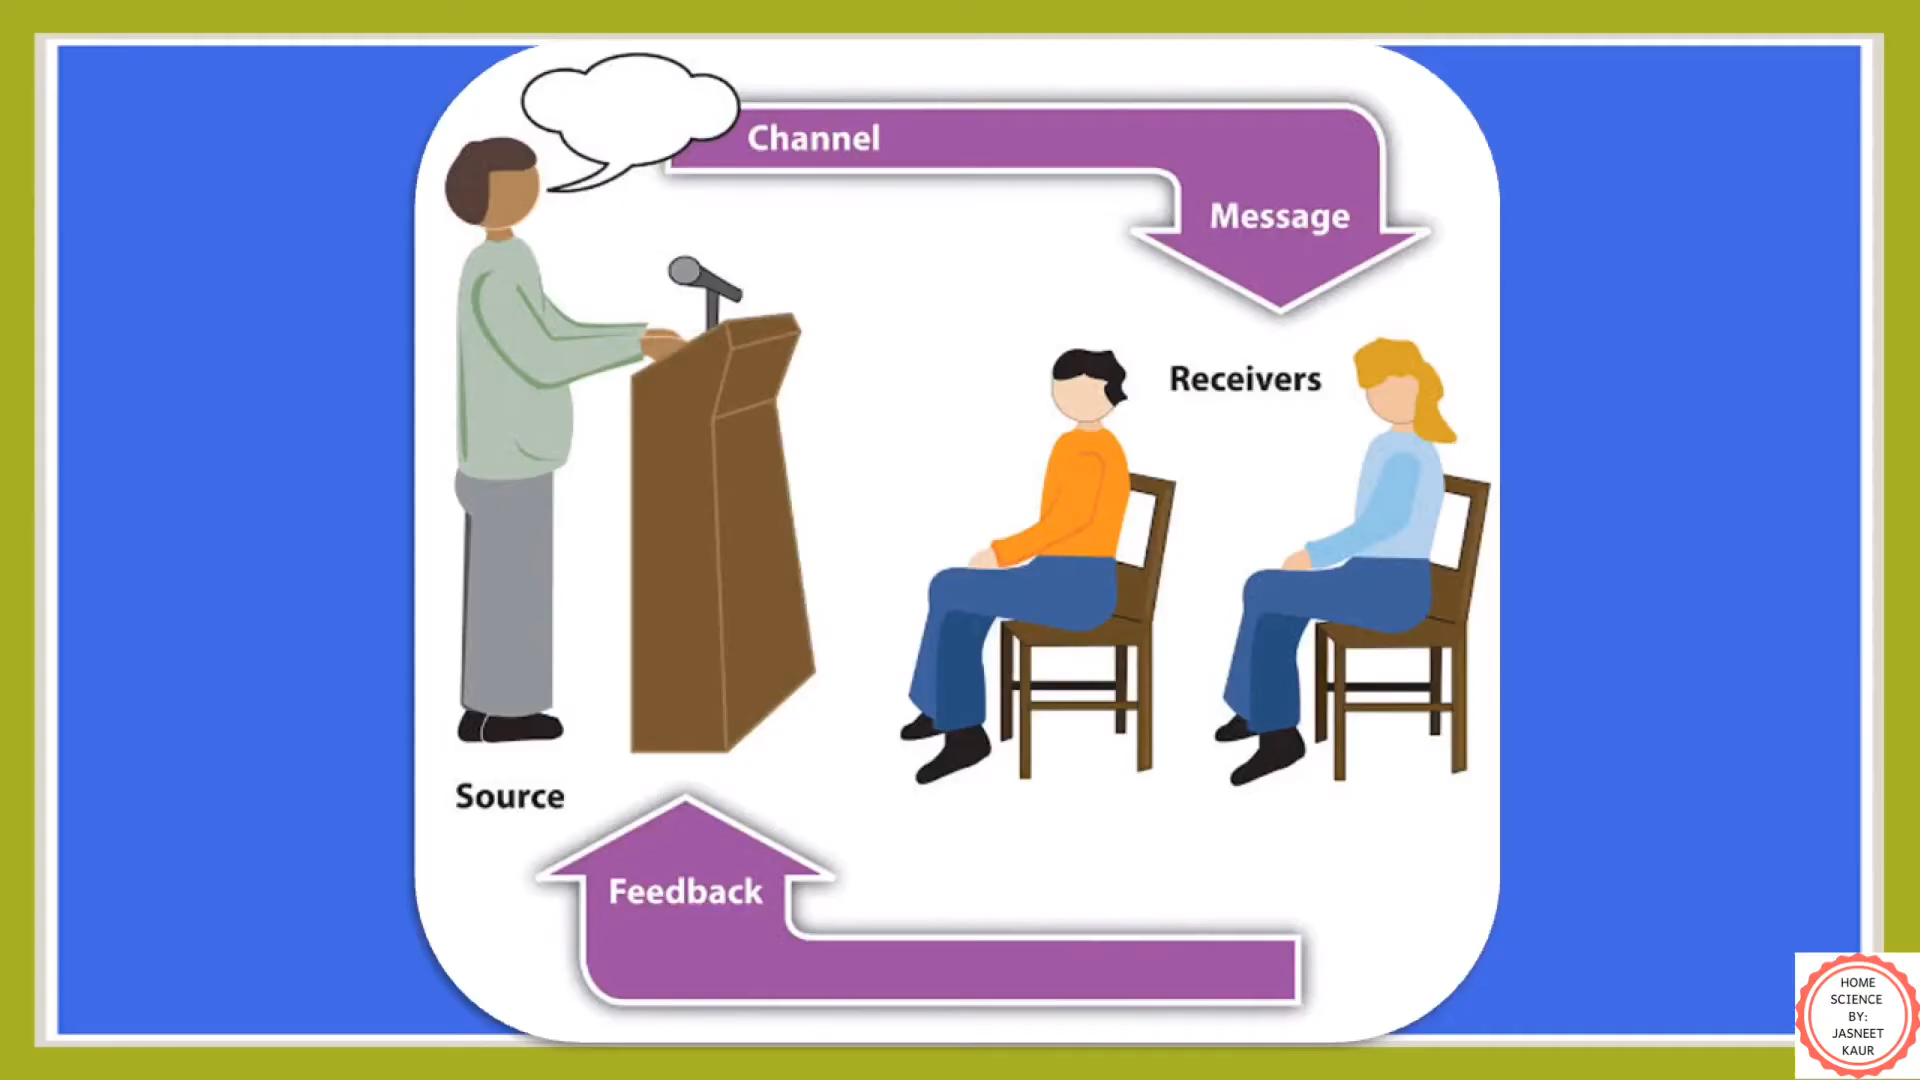 Channel
Message
Receivers
Source
Feedback
HOME
SCIENCE
BY:
JASNEET
KAUR